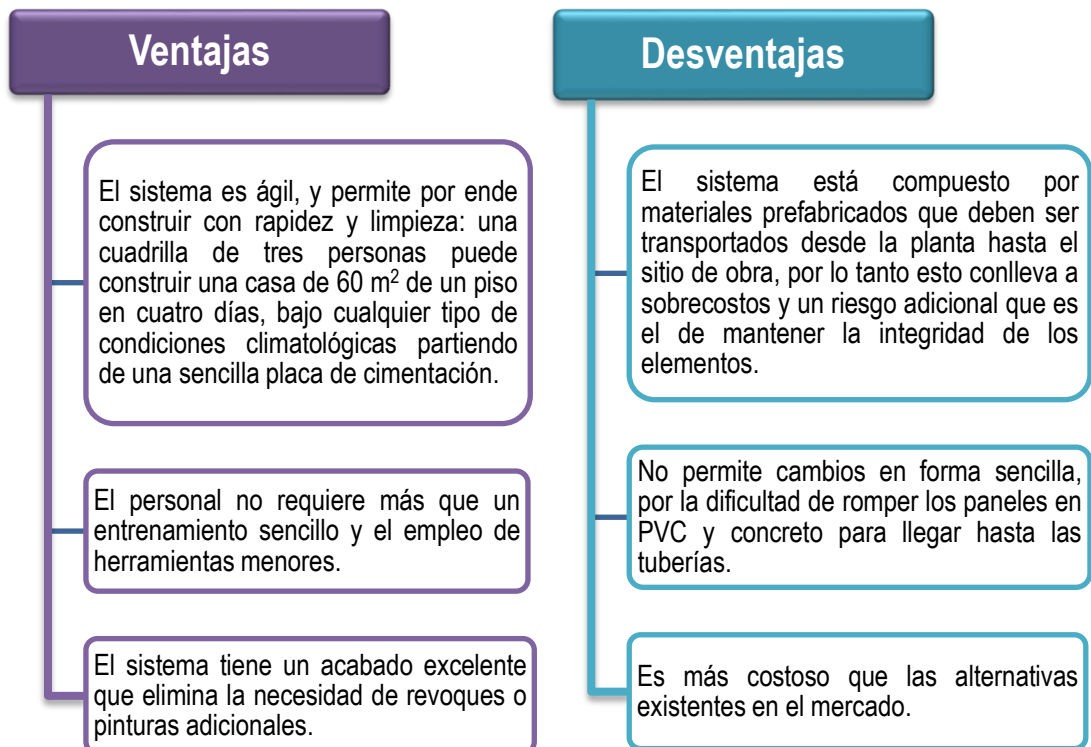 Ventajas
El sistema es ágil, y permite por ende
construir con rapidez y limpieza: una
cuadrilla de tres personas puede
construir una casa de 60 m² de un piso
en cuatro días, bajo cualquier tipo de
condiciones climatológicas partiendo
de una sencilla placa de cimentación.
El personal no requiere más que un
entrenamiento sencillo y el empleo de
herramientas menores.
El sistema tiene un acabado excelente
que elimina la necesidad de revoques o
pinturas adicionales.
Desventajas
El sistema está compuesto por
materiales prefabricados que deben ser
transportados desde la planta hasta el
sitio de obra, por lo tanto esto conlleva a
sobrecostos y un riesgo adicional que es
el de mantener la integridad de los
elementos.
No permite cambios en forma sencilla,
por la dificultad de romper los paneles en
PVC y concreto para llegar hasta las
tuberías.
Es más costoso que las alternativas
existentes en el mercado.